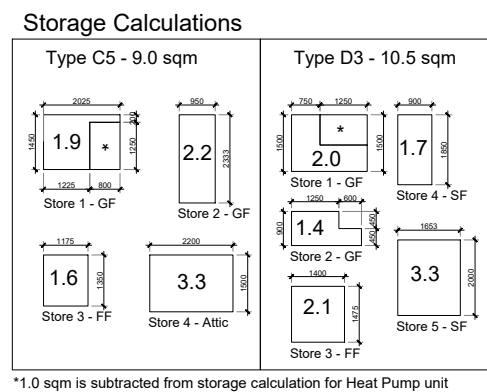 Storage Calculations
Type C5 - 9.0 sqm
2025
1450
1.9
*
200
1250
1225
800
Store 1 - GF
950
2.2
2333
Store 2 - GF
1175
1.6
1350
Store 3 - FF
2200
3.3
1500
Store 4 - Attic
Type D3 - 10.5 sqm
750
1250
1500
*
2.0
1500
Store 1 - GF
900
1.7
1850
Store 4 - SF
1250
600
900
1.4
450
450
Store 2 - GF
1400
2.1
1475
Store 3 - FF
1653
3.3
2000
Store 5 - SF
*1.0 sqm is subtracted from storage calculation for Heat Pump unit